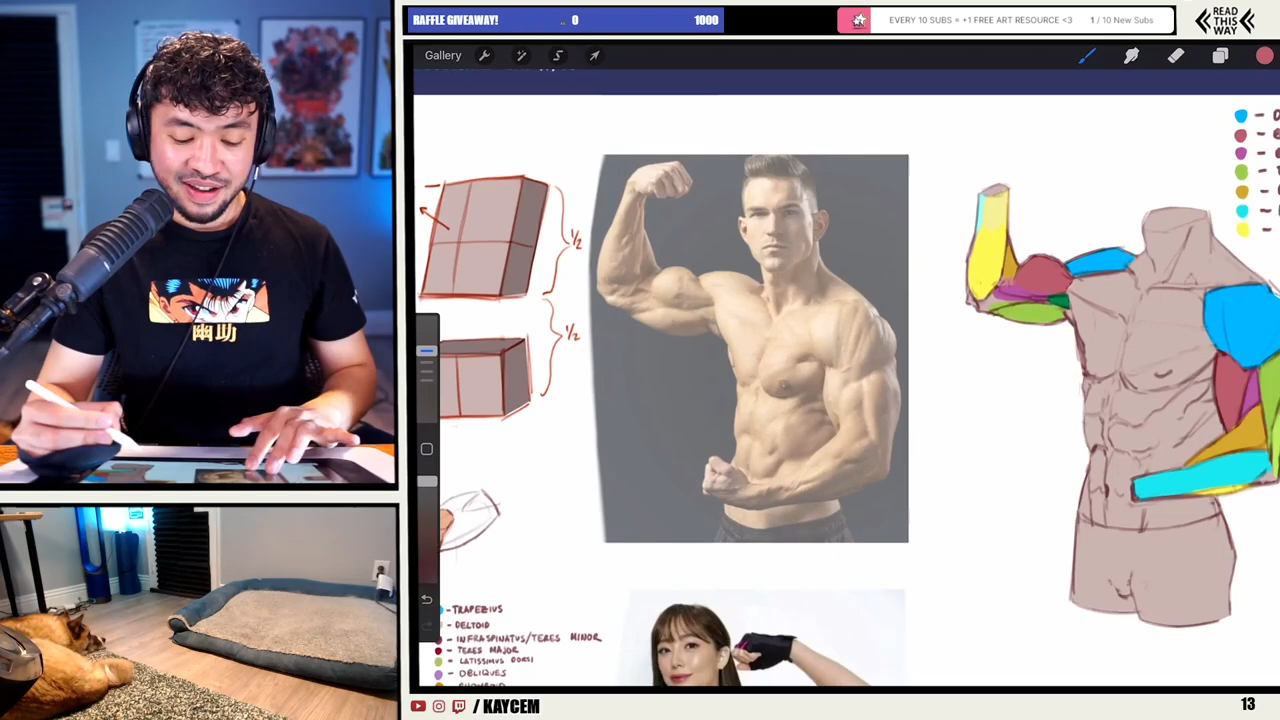 RAFFLE GIVEAWAY! 0 1000
EVERY 10 SUBS = +1 FREE ART RESOURCE <3 1 / 10 New Subs
READ
THIS
WAY
Gallery
1/2
1/2
幽助
- TRAPEZIUS
- DELTOID
- INFRASPINATUS/TERES MINOR
- TERES MAJOR
- LATISSIMUS DORSI
- OBLIQUES
/ KAYCEM
13